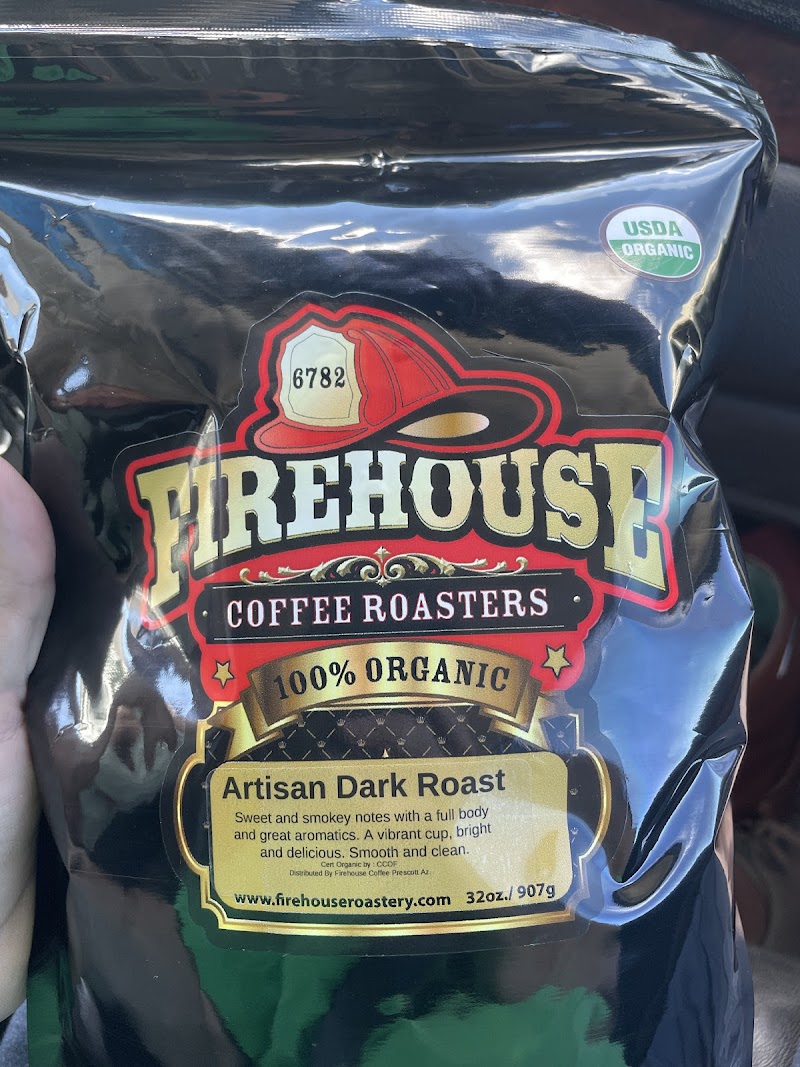 USDA
ORGANIC
6782
FIREHOUSE
COFFEE ROASTERS
100% ORGANIC
Artisan Dark Roast
Sweet and smokey notes with a full body
and great aromatics. A vibrant cup, bright
and delicious. Smooth and clean.
Cert Organic by : CCOF
Distributed By Firehouse Coffee Prescott Az.
www.firehouseroastery.com 32oz./ 907g